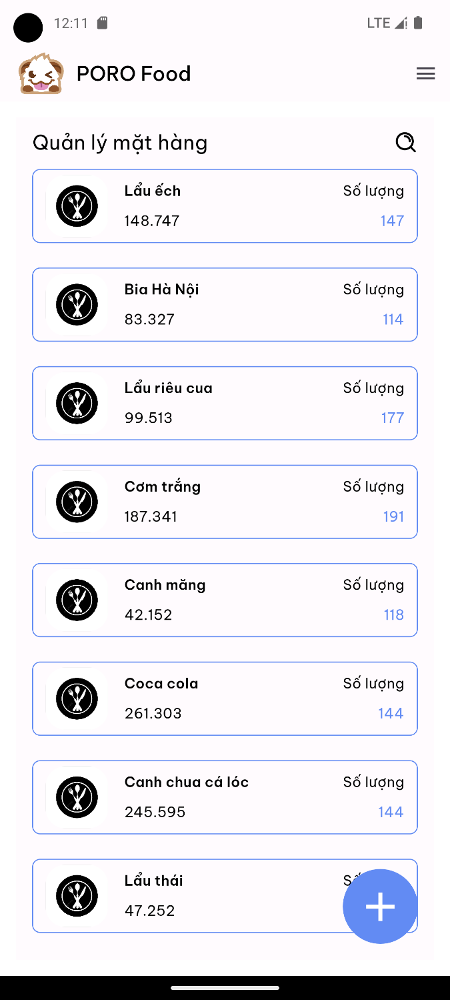 12:11 LTE
PORO Food
Quản lý mặt hàng
Lẩu ếch Số lượng
148.747 147
Bia Hà Nội Số lượng
83.327 114
Lẩu riêu cua Số lượng
99.513 177
Cơm trắng Số lượng
187.341 191
Canh măng Số lượng
42.152 118
Coca cola Số lượng
261.303 144
Canh chua cá lóc Số lượng
245.595 144
Lẩu thái
47.252